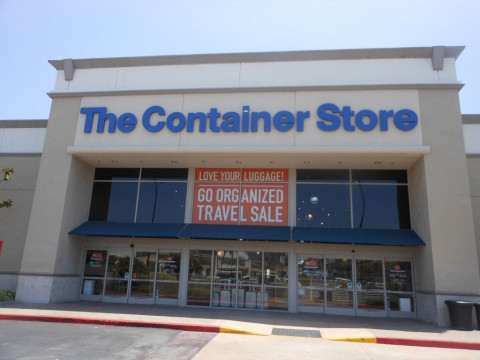 The Container Store
LOVE YOUR LUGGAGE!
GO ORGANIZED
TRAVEL SALE